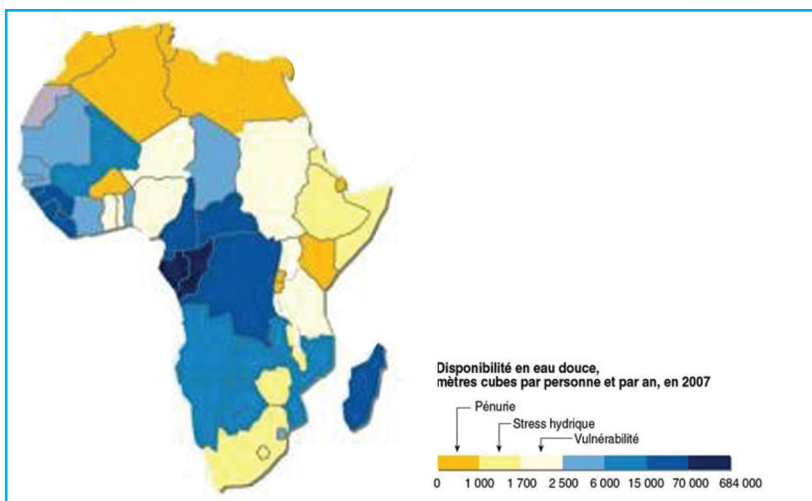 Disponibilité en eau douce,
mètres cubes par personne et par an, en 2007
Pénurie
Stress hydrique
Vulnérabilité
0 1 000 1 700 2 500 6 000 15 000 70 000 684 000